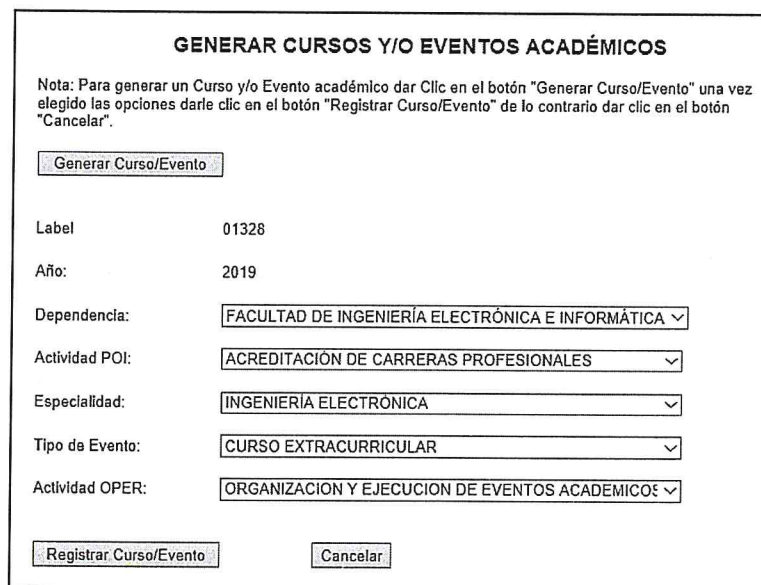 GENERAR CURSOS Y/O EVENTOS ACADÉMICOS
Nota: Para generar un Curso y/o Evento académico dar Clic en el botón "Generar Curso/Evento" una vez
elegido las opciones darle clic en el botón "Registrar Curso/Evento" de lo contrario dar clic en el botón
"Cancelar".
Generar Curso/Evento
Label 01328
Año: 2019
Dependencia: FACULTAD DE INGENIERÍA ELECTRÓNICA E INFORMÁTICA
Actividad POI: ACREDITACIÓN DE CARRERAS PROFESIONALES
Especialidad: INGENIERÍA ELECTRÓNICA
Tipo de Evento: CURSO EXTRACURRICULAR
Actividad OPER: ORGANIZACION Y EJECUCION DE EVENTOS ACADEMICOS
Registrar Curso/Evento Cancelar